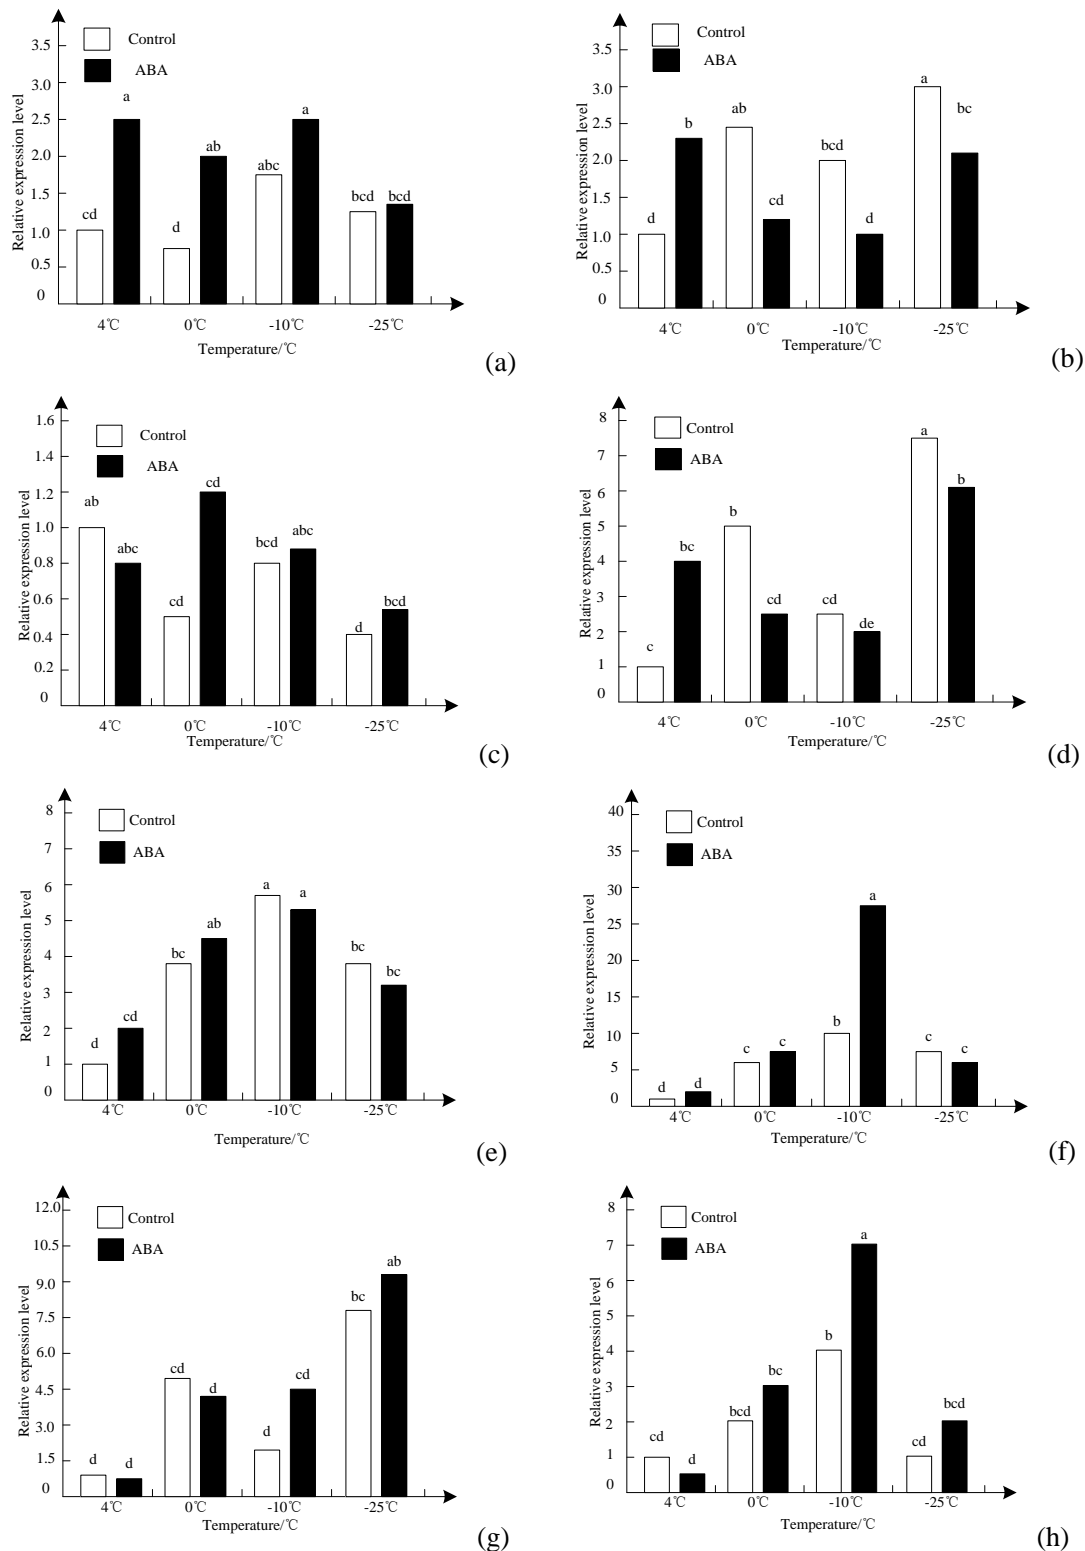 Control
ABA
Relative expression level
3.5
3.0
2.5
2.0
1.5
1.0
0.5
0
cd
a
d
ab
abc
a
bcd
bcd
4℃
0℃
-10℃
-25℃
Temperature/℃
(a)
Control
ABA
Relative expression level
3.5
3.0
2.5
2.0
1.5
1.0
0.5
0
d
b
ab
cd
bcd
d
a
bc
4℃
0℃
-10℃
-25℃
Temperature/℃
(b)
Control
ABA
Relative expression level
1.6
1.4
1.2
1.0
0.8
0.6
0.4
0.2
0
ab
abc
cd
cd
bcd
abc
d
bcd
4℃
0℃
-10℃
-25℃
Temperature/℃
(c)
Control
ABA
Relative expression level
8
7
6
5
4
3
2
1
0
c
bc
b
cd
cd
de
a
b
4℃
0℃
-10℃
-25℃
Temperature/℃
(d)
Control
ABA
Relative expression level
8
7
6
5
4
3
2
1
0
d
cd
bc
ab
a
a
bc
bc
4℃
0℃
-10℃
-25℃
Temperature/℃
(e)
Control
ABA
Relative expression level
40
35
30
25
20
10
5
0
d
d
c
c
b
a
c
c
4℃
0℃
-10℃
-25℃
Temperature/℃
(f)
Control
ABA
Relative expression level
12.0
10.5
9.0
7.5
6.0
4.5
3.0
1.5
0
d
d
cd
d
d
cd
bc
ab
4℃
0℃
-10℃
-25℃
Temperature/℃
(g)
Control
ABA
Relative expression level
8
7
6
5
4
3
2
1
0
cd
d
bcd
bc
b
a
cd
bcd
4℃
0℃
-10℃
-25℃
Temperature/℃
(h)